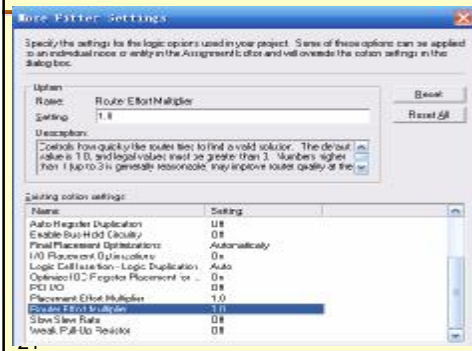 More Fitter Settings
Specify the settings for the logic options used in your project. Some of these options can be applied
to an individual node or entity in the Assignment Editor and will override the option settings in this
dialog box.
Option
Name: Router Effort Multiplier
Reset
Setting: 1.0
Reset All
Description:
Controls how quickly the router tries to find a valid solution. The default
value is 1.0, and legal values must be greater than 0. Numbers higher
than 1 (up to 3 is generally reasonable) may improve router quality at the
Existing option settings:
Name: Setting:
Auto Register Duplication Off
Enable Bus-Hold Circuitry Off
Final Placement Optimizations Automatically
I/O Placement Optimizations On
Logic Cell Insertion - Logic Duplication Auto
Optimize IOC Register Placement for ... On
PCI I/O Off
Placement Effort Multiplier 1.0
Router Effort Multiplier 1.0
Slow Slew Rate Off
Weak Pull-Up Resistor Off